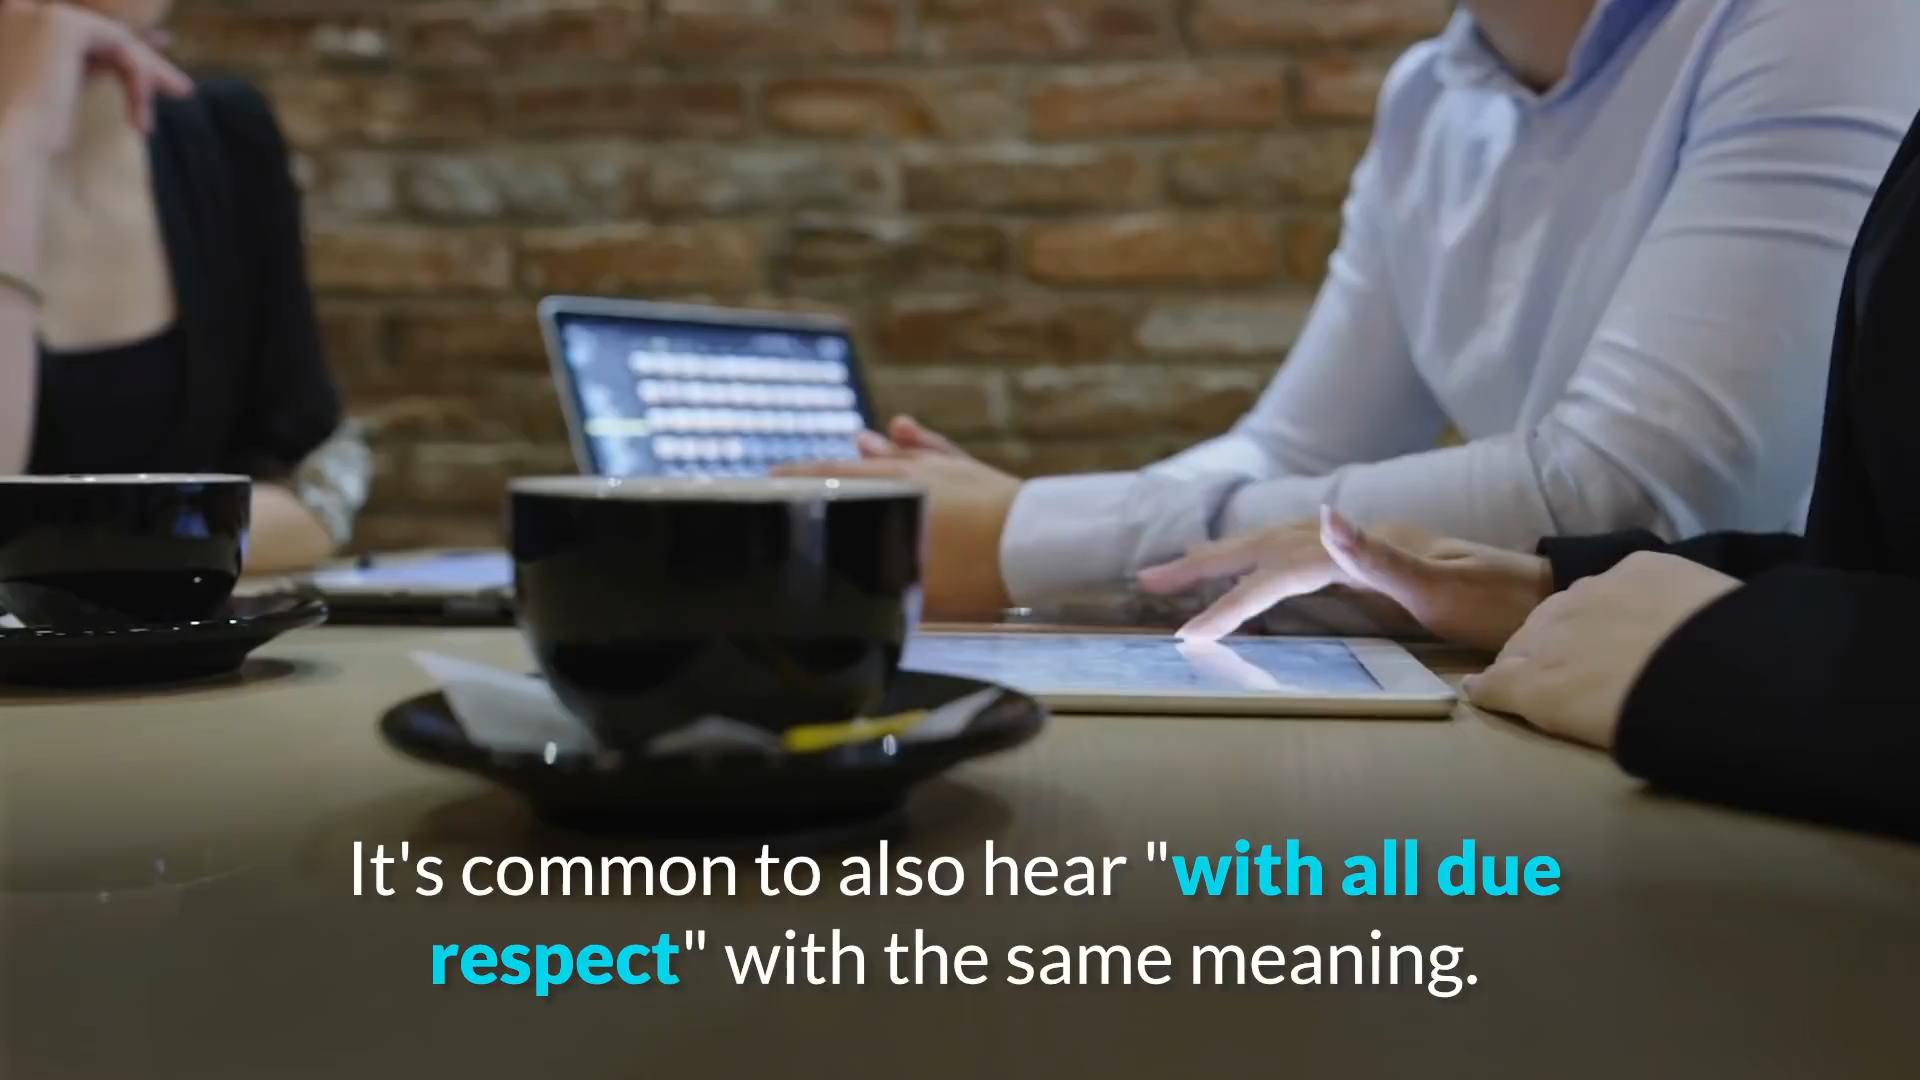 It's common to also hear "with all due
respect" with the same meaning.